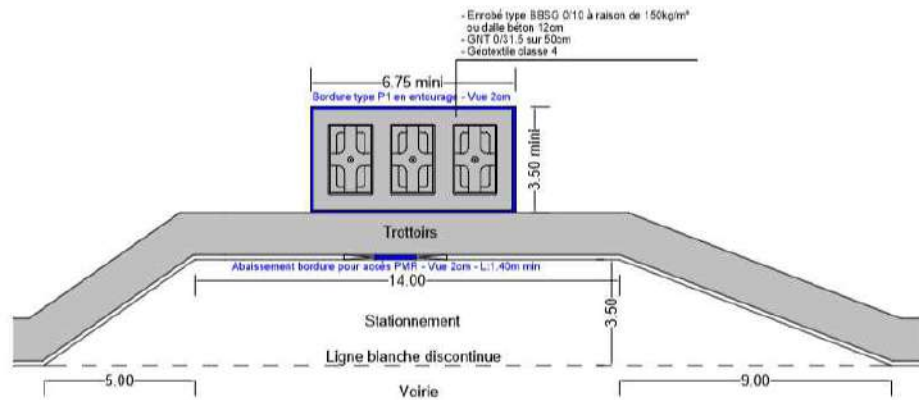 - Enrobé type BBSG 0/10 à raison de 150kg/m²
ou dalle béton 12cm
- GNT 0/31.5 sur 50cm
- Géotextile classe 4
6.75 mini
Bordure type P1 en entourage - Vue 2cm
3.50 mini
Trottoirs
Abaissement bordure pour accès PMR - Vue 2cm - L:1.40m min
14.00
3.50
Stationnement
Ligne blanche discontinue
5.00
9.00
Voirie